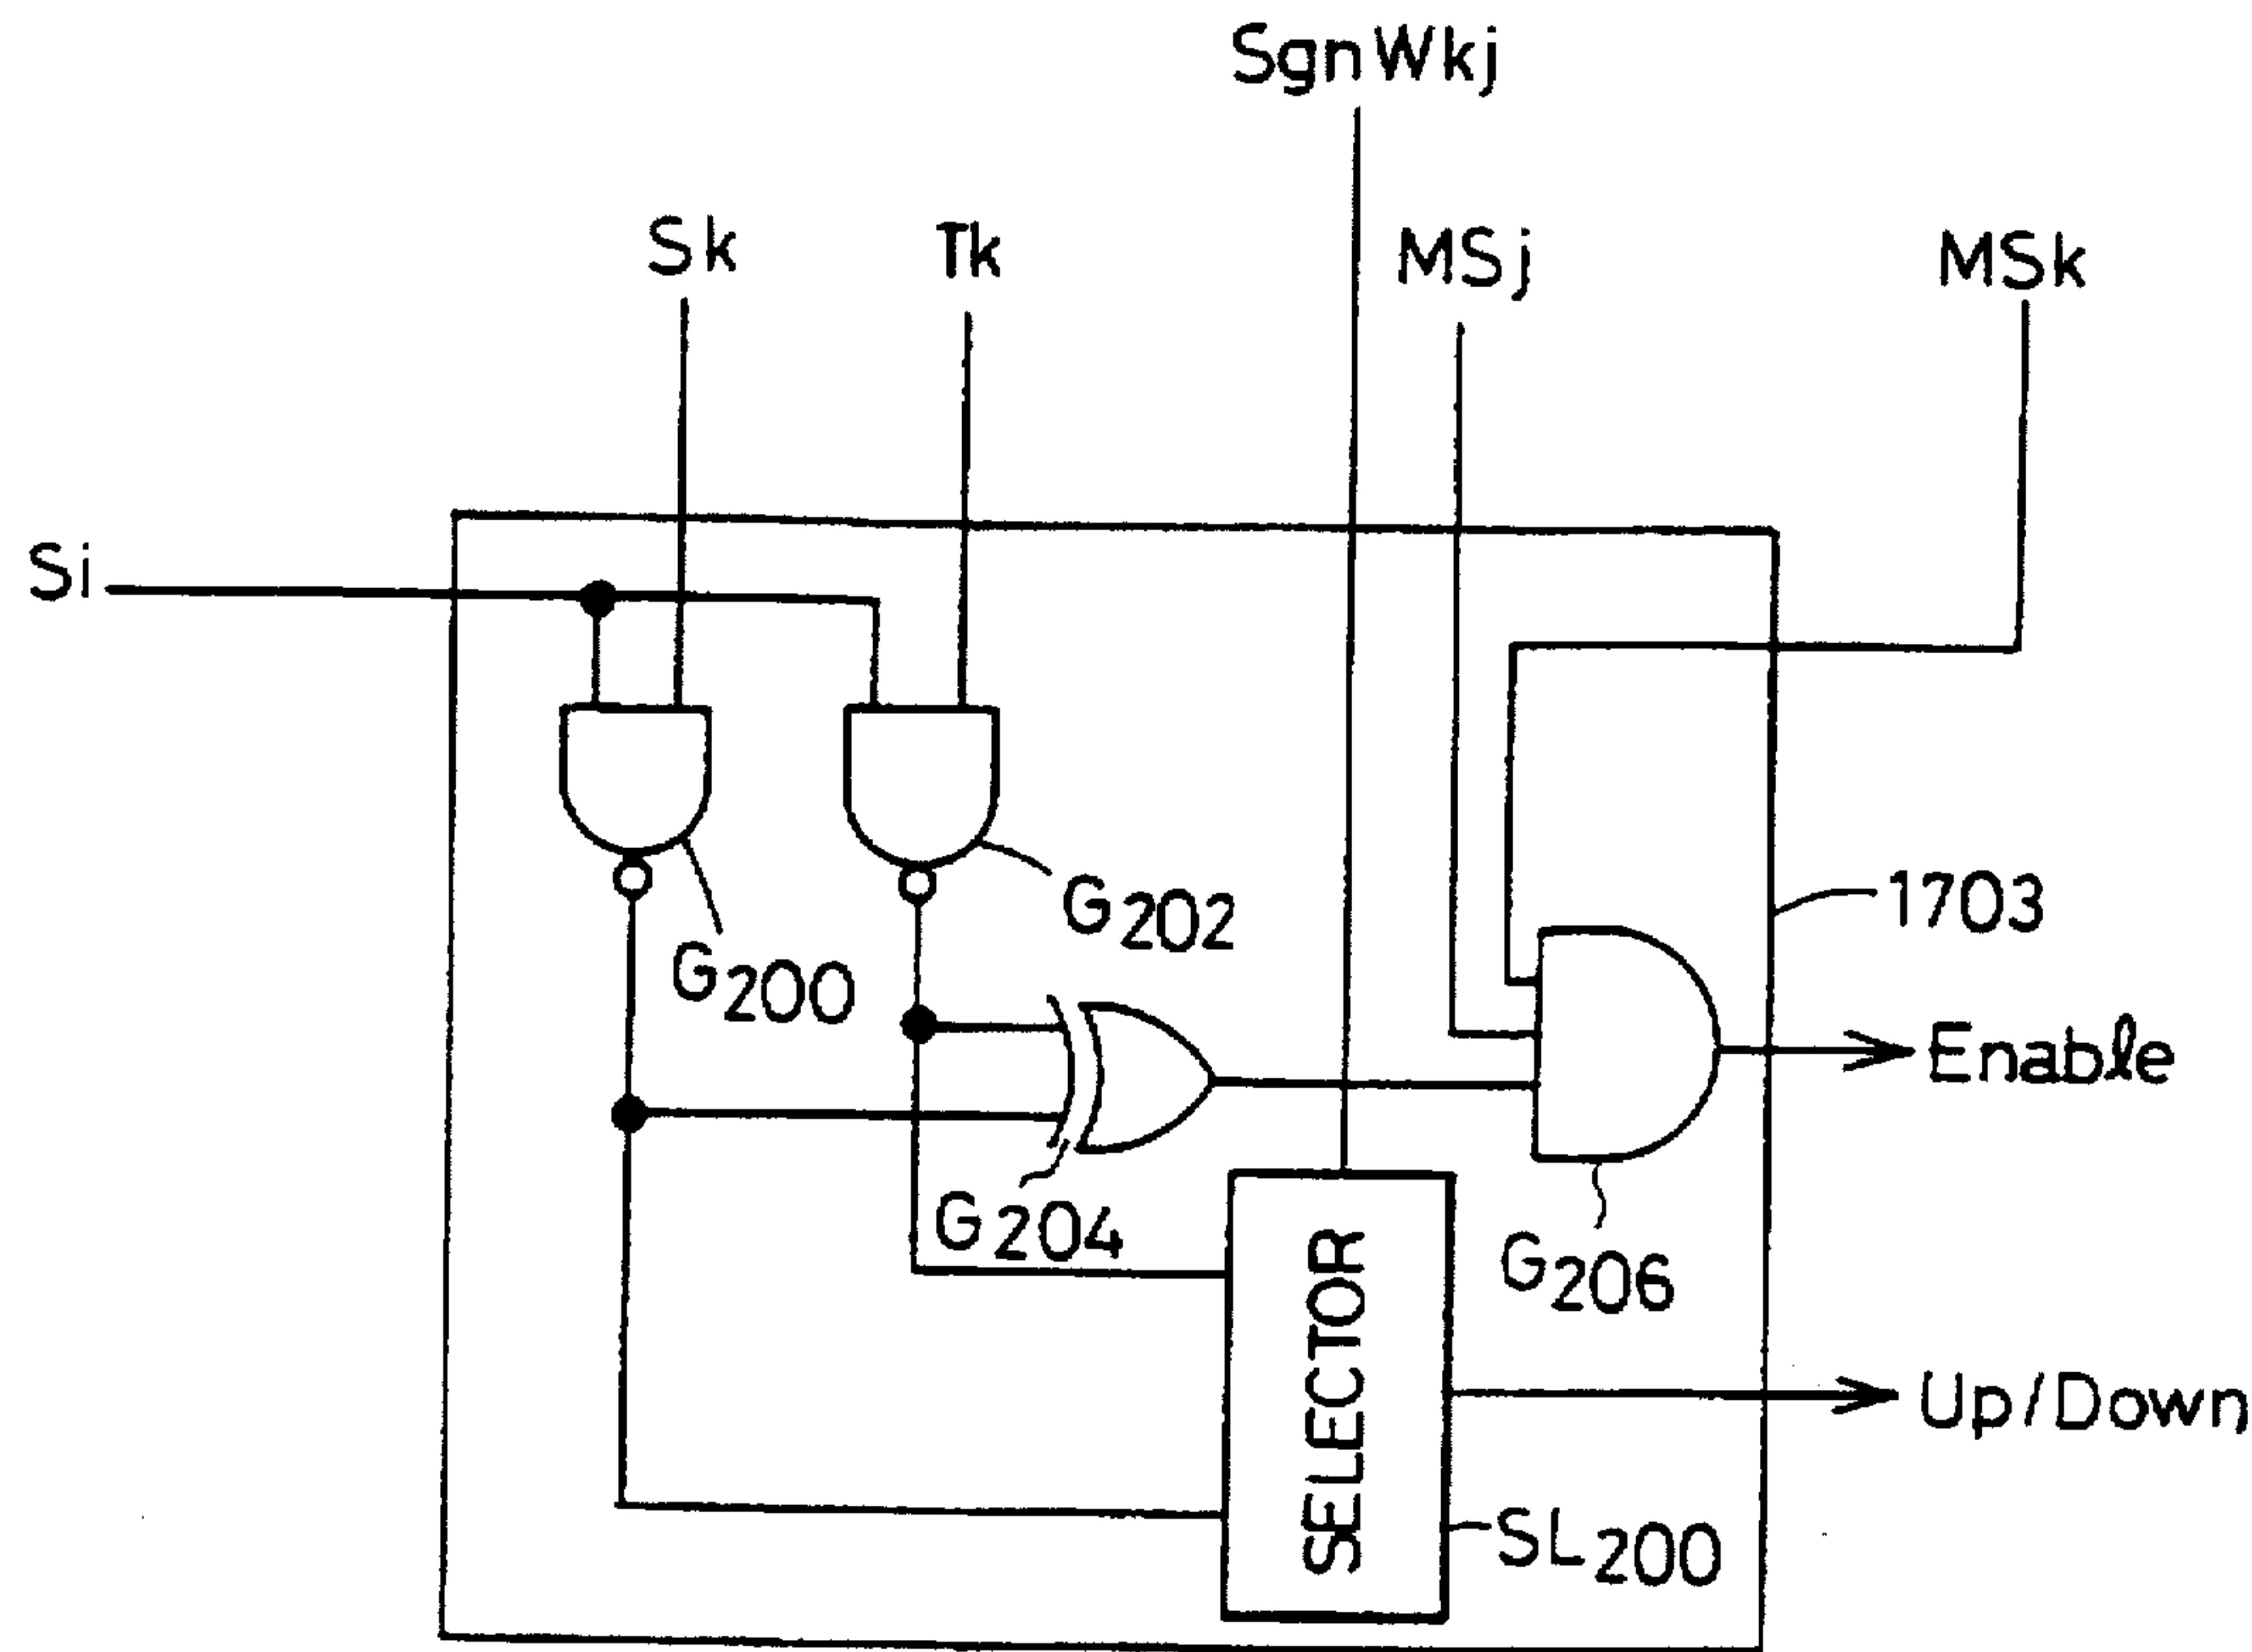 SgnWkj
Sk
Tk
MSj
MSk
Si
1703
G202
G200
Enable
G204
G206
SELECTOR
Up/Down
SL200